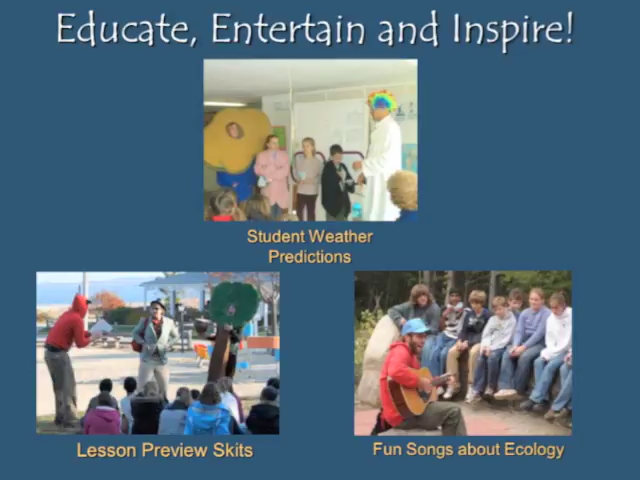 Educate, Entertain and Inspire!
Student Weather
Predictions
Lesson Preview Skits
Fun Songs about Ecology